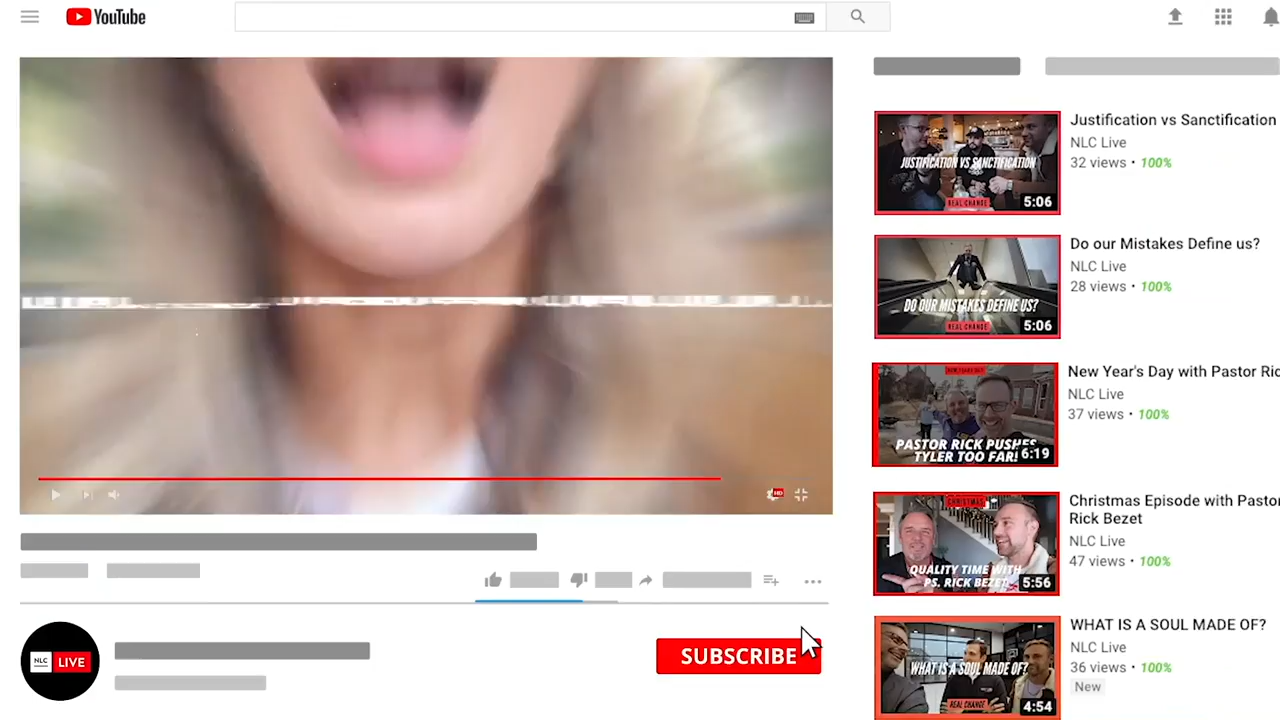 YouTube
HD
NLC LIVE
SUBSCRIBE
JUSTIFICATION VS SANCTIFICATION
REAL CHANGE
5:06
Justification vs Sanctification
NLC Live
32 views • 100%
DO OUR MISTAKES DEFINE US?
REAL CHANGE
5:06
Do our Mistakes Define us?
NLC Live
28 views • 100%
PASTOR RICK PUSHES
TYLER TOO FAR!
6:19
New Year's Day with Pastor Ric
NLC Live
37 views • 100%
CHRISTMAS
QUALITY TIME WITH
PS. RICK BEZET
5:56
Christmas Episode with Pastor
Rick Bezet
NLC Live
47 views • 100%
WHAT IS A SOUL MADE OF?
REAL CHANGE
4:54
WHAT IS A SOUL MADE OF?
NLC Live
36 views • 100%
New